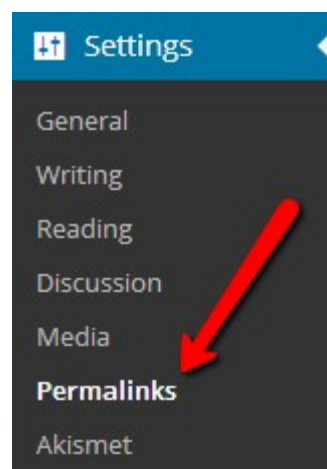 Settings
General
Writing
Reading
Discussion
Media
Permalinks
Akismet